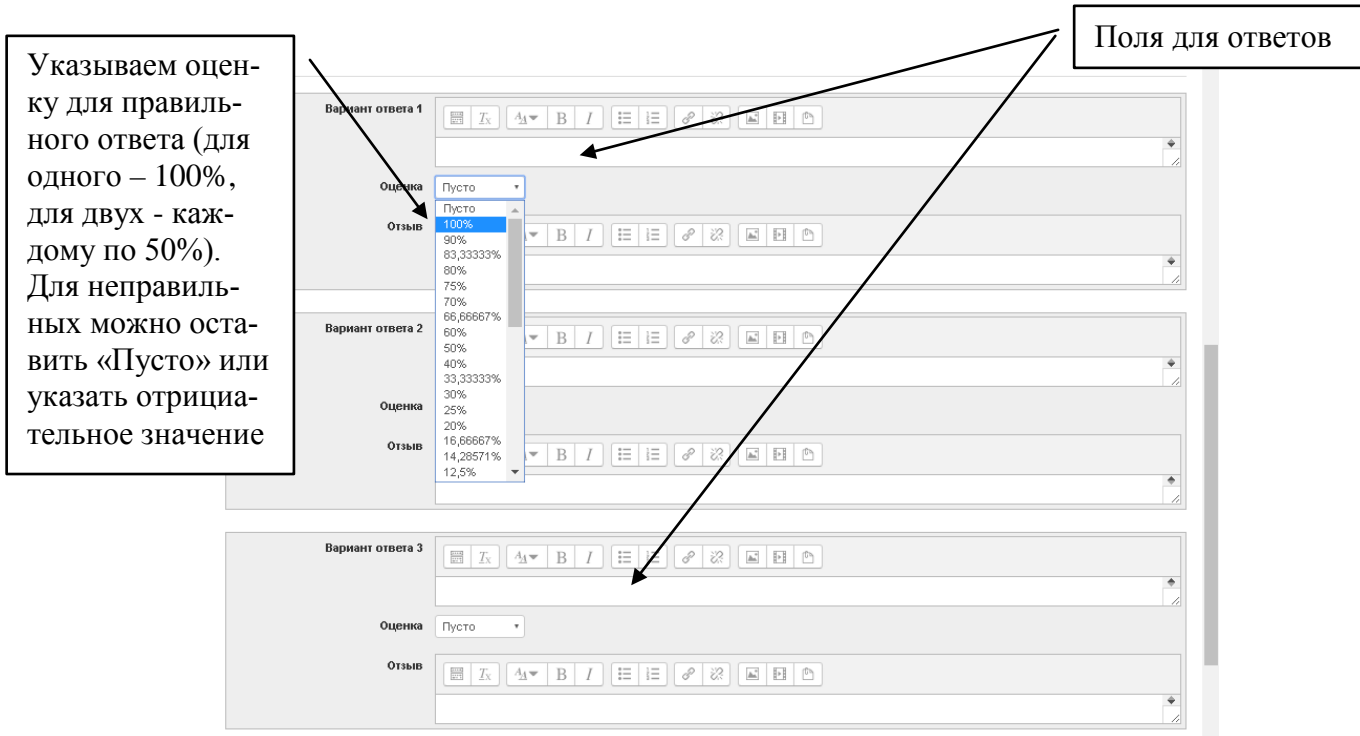 Указываем оцен-
ку для правиль-
ного ответа (для
одного – 100%,
для двух - каж-
дому по 50%).
Для неправиль-
ных можно оста-
вить «Пусто» или
указать отрициа-
тельное значение
Поля для ответов
Вариант ответа 1
B I
Оценка Пусто
Пусто
100%
90%
83,33333%
80%
75%
70%
66,66667%
60%
50%
40%
33,33333%
30%
25%
20%
16,66667%
14,28571%
12,5%
Отзыв
B I
Вариант ответа 2
B I
Оценка
Отзыв
B I
Вариант ответа 3
B I
Оценка Пусто
Отзыв
B I